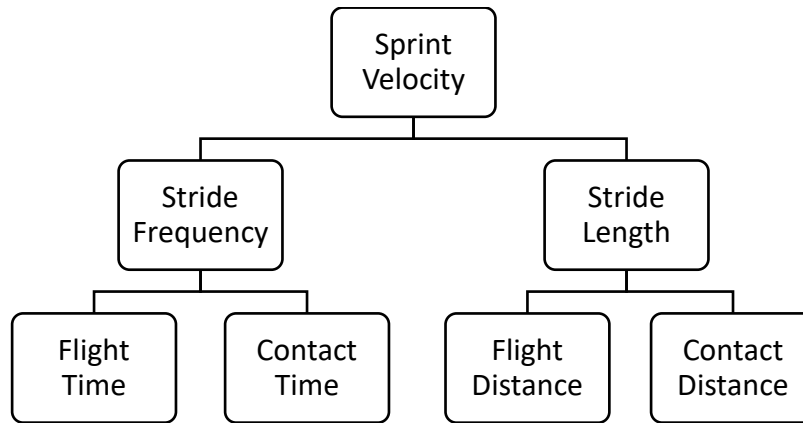 Sprint
Velocity
Stride
Frequency
Stride
Length
Flight
Time
Contact
Time
Flight
Distance
Contact
Distance